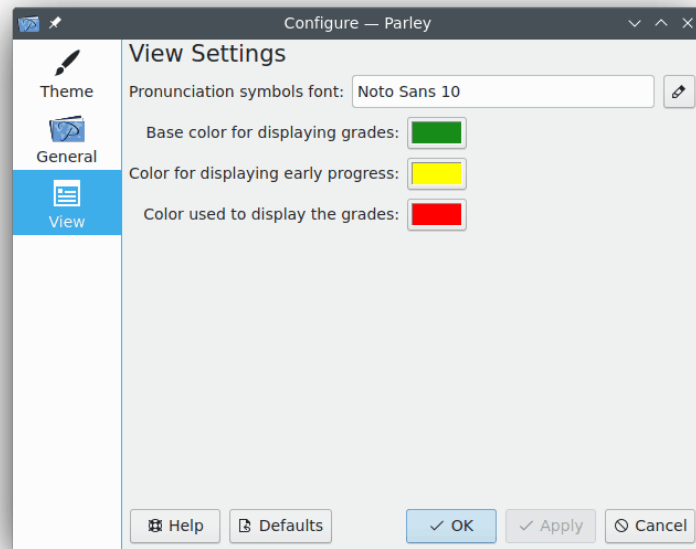 Configure — Parley
Theme
General
View
View Settings
Pronunciation symbols font: Noto Sans 10
Base color for displaying grades:
Color for displaying early progress:
Color used to display the grades:
Help Defaults OK Apply Cancel